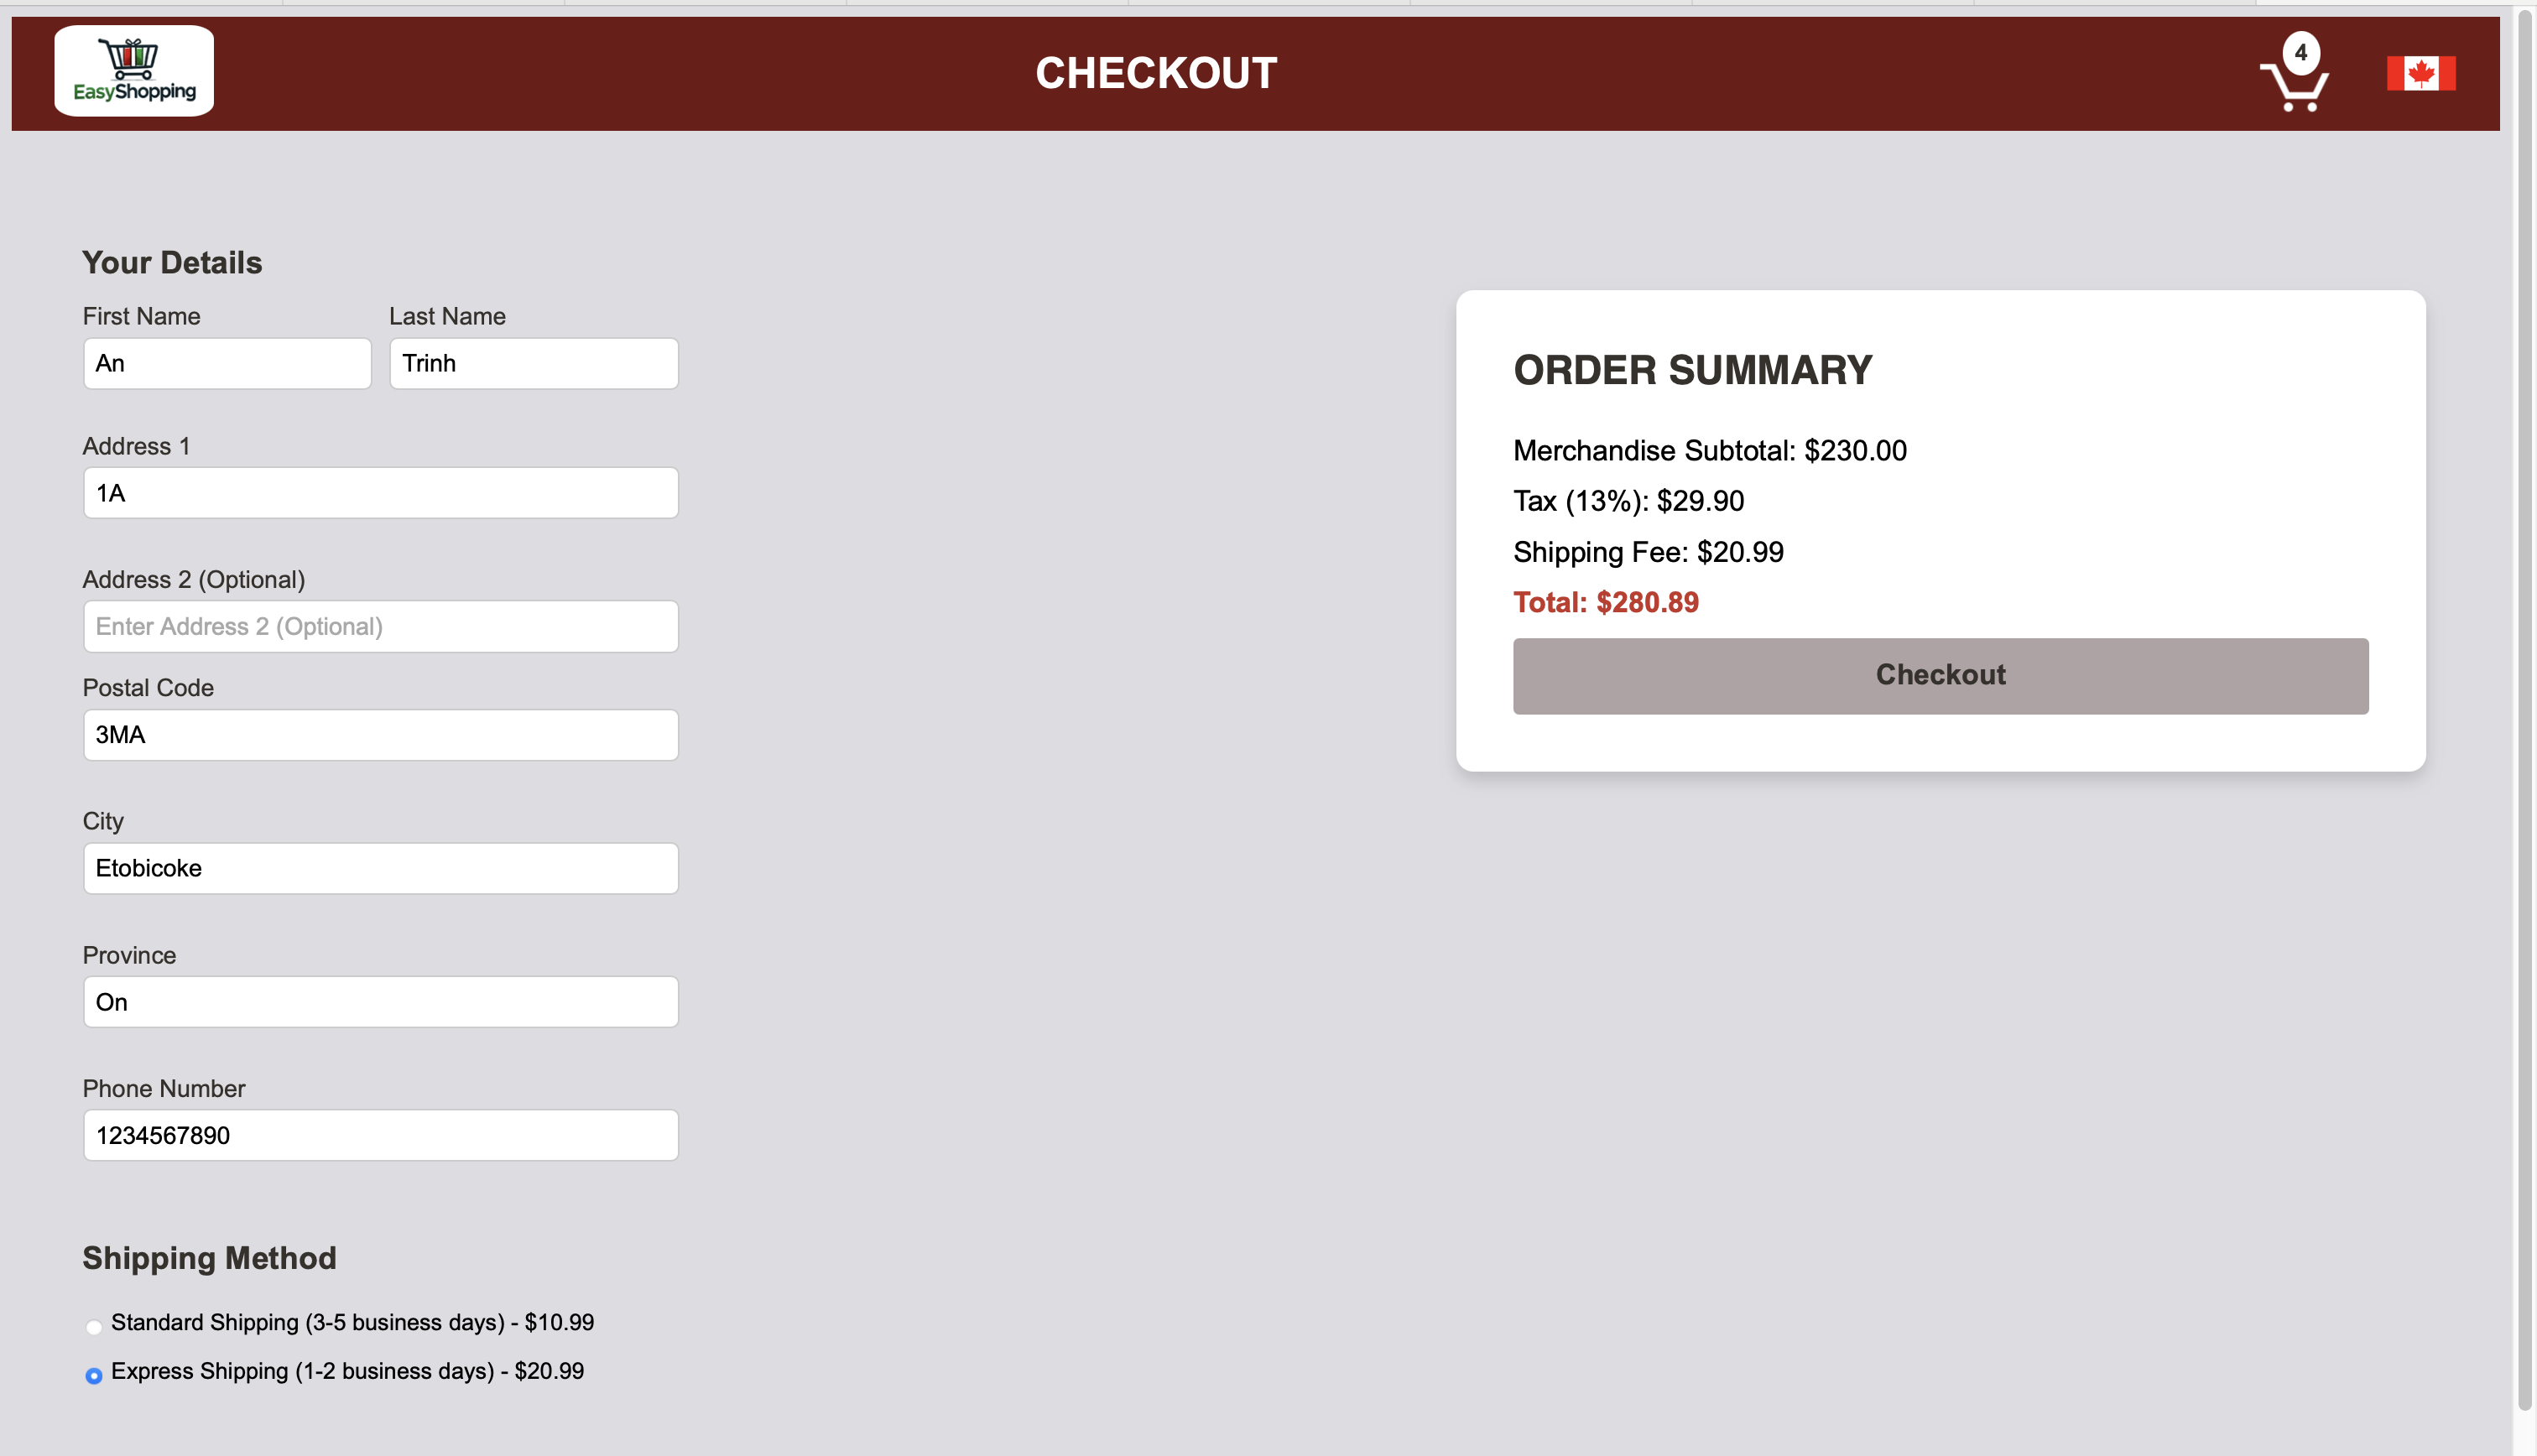 EasyShopping
CHECKOUT
4
Your Details
First Name
Last Name
An
Trinh
Address 1
1A
Address 2 (Optional)
Enter Address 2 (Optional)
Postal Code
3MA
City
Etobicoke
Province
On
Phone Number
1234567890
Shipping Method
Standard Shipping (3-5 business days) - $10.99
Express Shipping (1-2 business days) - $20.99
ORDER SUMMARY
Merchandise Subtotal: $230.00
Tax (13%): $29.90
Shipping Fee: $20.99
Total: $280.89
Checkout